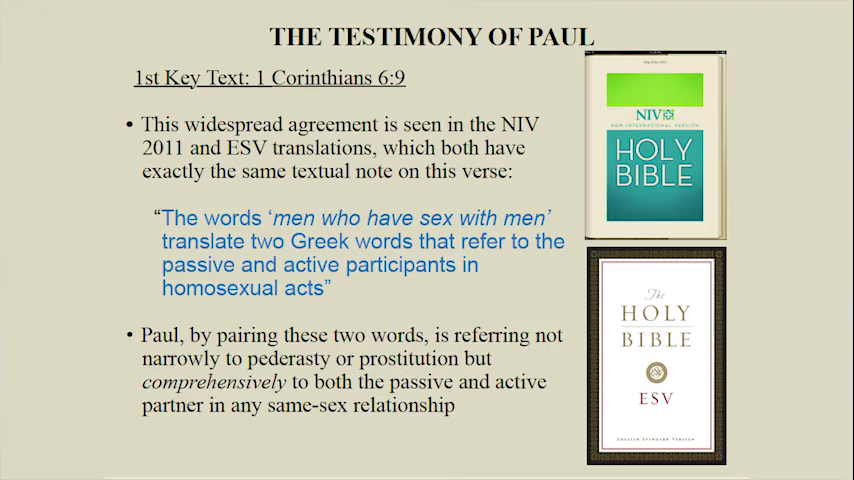 THE TESTIMONY OF PAUL
1st Key Text: 1 Corinthians 6:9
• This widespread agreement is seen in the NIV
2011 and ESV translations, which both have
exactly the same textual note on this verse:
“The words ‘men who have sex with men’
translate two Greek words that refer to the
passive and active participants in
homosexual acts”
• Paul, by pairing these two words, is referring not
narrowly to pederasty or prostitution but
comprehensively to both the passive and active
partner in any same-sex relationship
NIV
NEW INTERNATIONAL VERSION
HOLY
BIBLE
The
HOLY
BIBLE
ESV
ENGLISH STANDARD VERSION